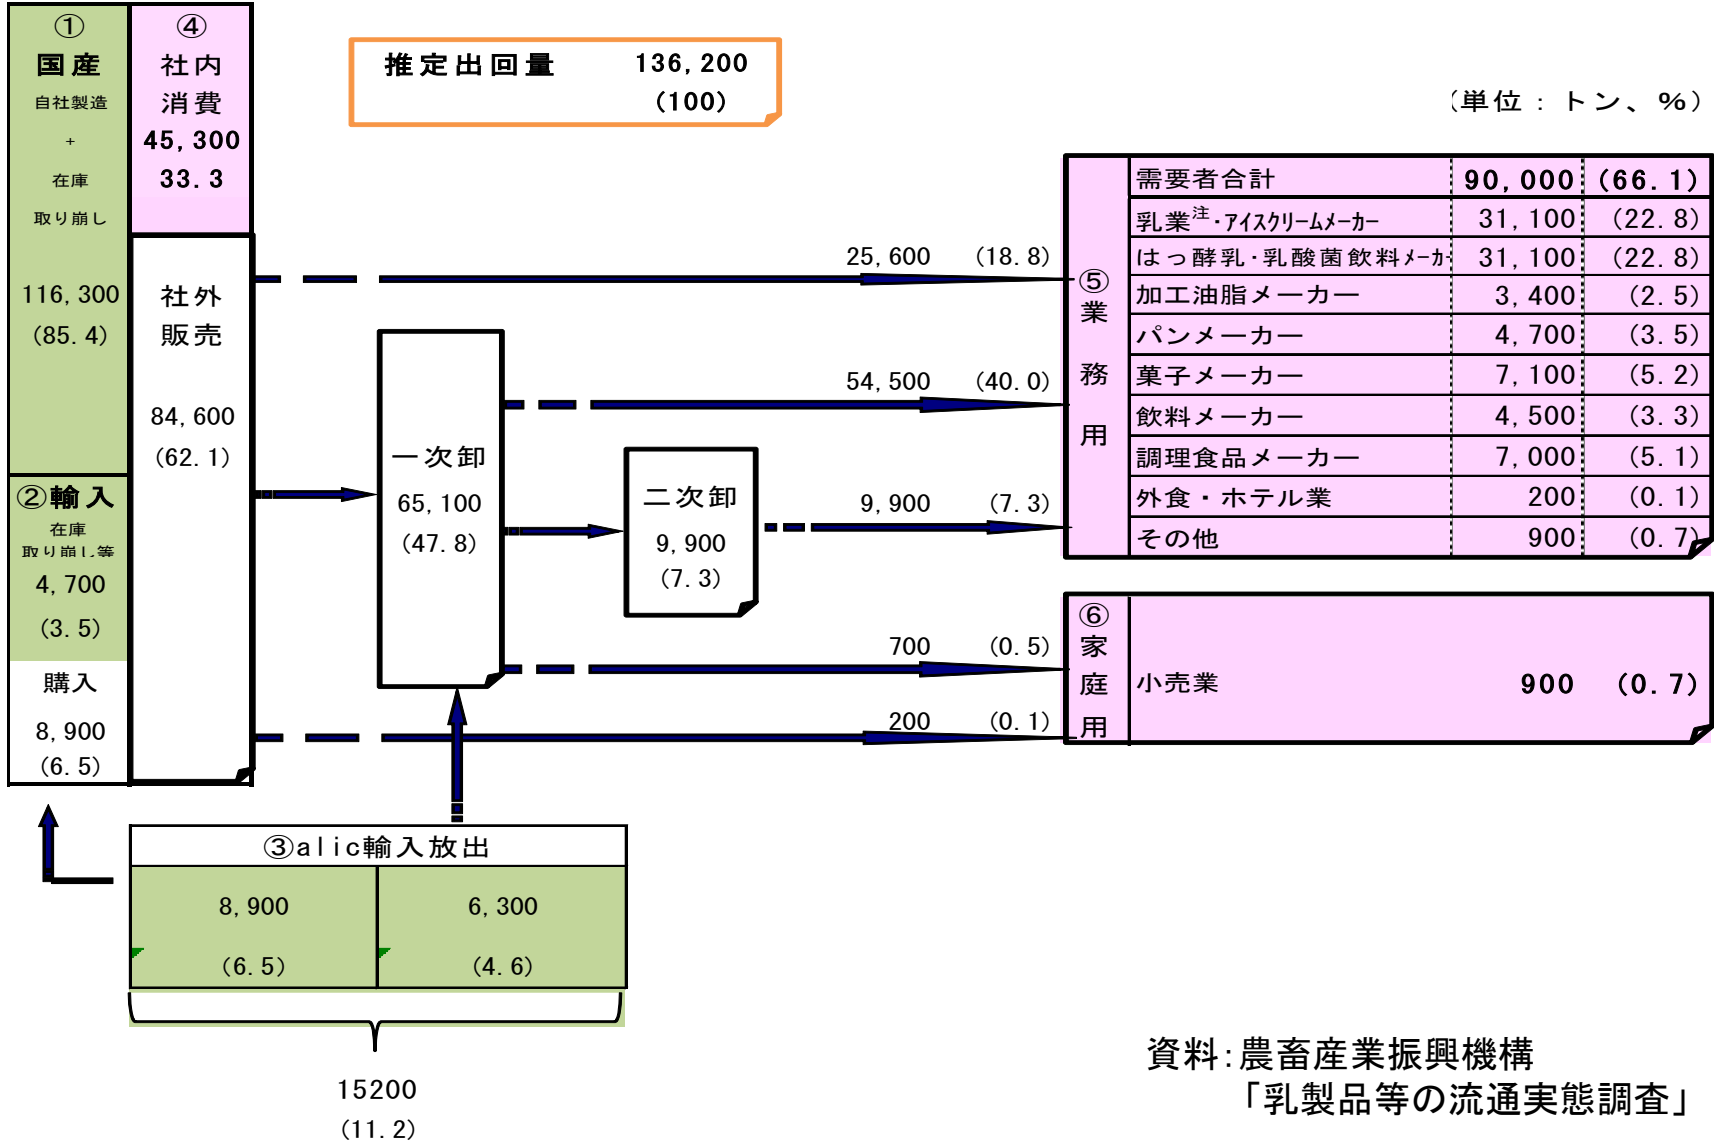 ①
国産
自社製造
+
在庫
取り崩し
116,300
(85.4)
②輸入
在庫
取り崩し等
4,700
(3.5)
購入
8,900
(6.5)
④
社内
消費
45,300
33.3
社外
販売
84,600
(62.1)
推定出回量 136,200
(100)
(単位:トン、%)
一次卸
65,100
(47.8)
二次卸
9,900
(7.3)
25,600 (18.8)
54,500 (40.0)
9,900 (7.3)
700 (0.5)
200 (0.1)
⑤
業
務
用
需要者合計 90,000 (66.1)
乳業注・アイスクリームメーカー 31,100 (22.8)
はっ酵乳・乳酸菌飲料メーカ 31,100 (22.8)
加工油脂メーカー 3,400 (2.5)
パンメーカー 4,700 (3.5)
菓子メーカー 7,100 (5.2)
飲料メーカー 4,500 (3.3)
調理食品メーカー 7,000 (5.1)
外食・ホテル業 200 (0.1)
その他 900 (0.7)
⑥
家
庭
用
小売業 900 (0.7)
③alic輸入放出
8,900 6,300
(6.5) (4.6)
15200
(11.2)
資料:農畜産業振興機構
「乳製品等の流通実態調査」